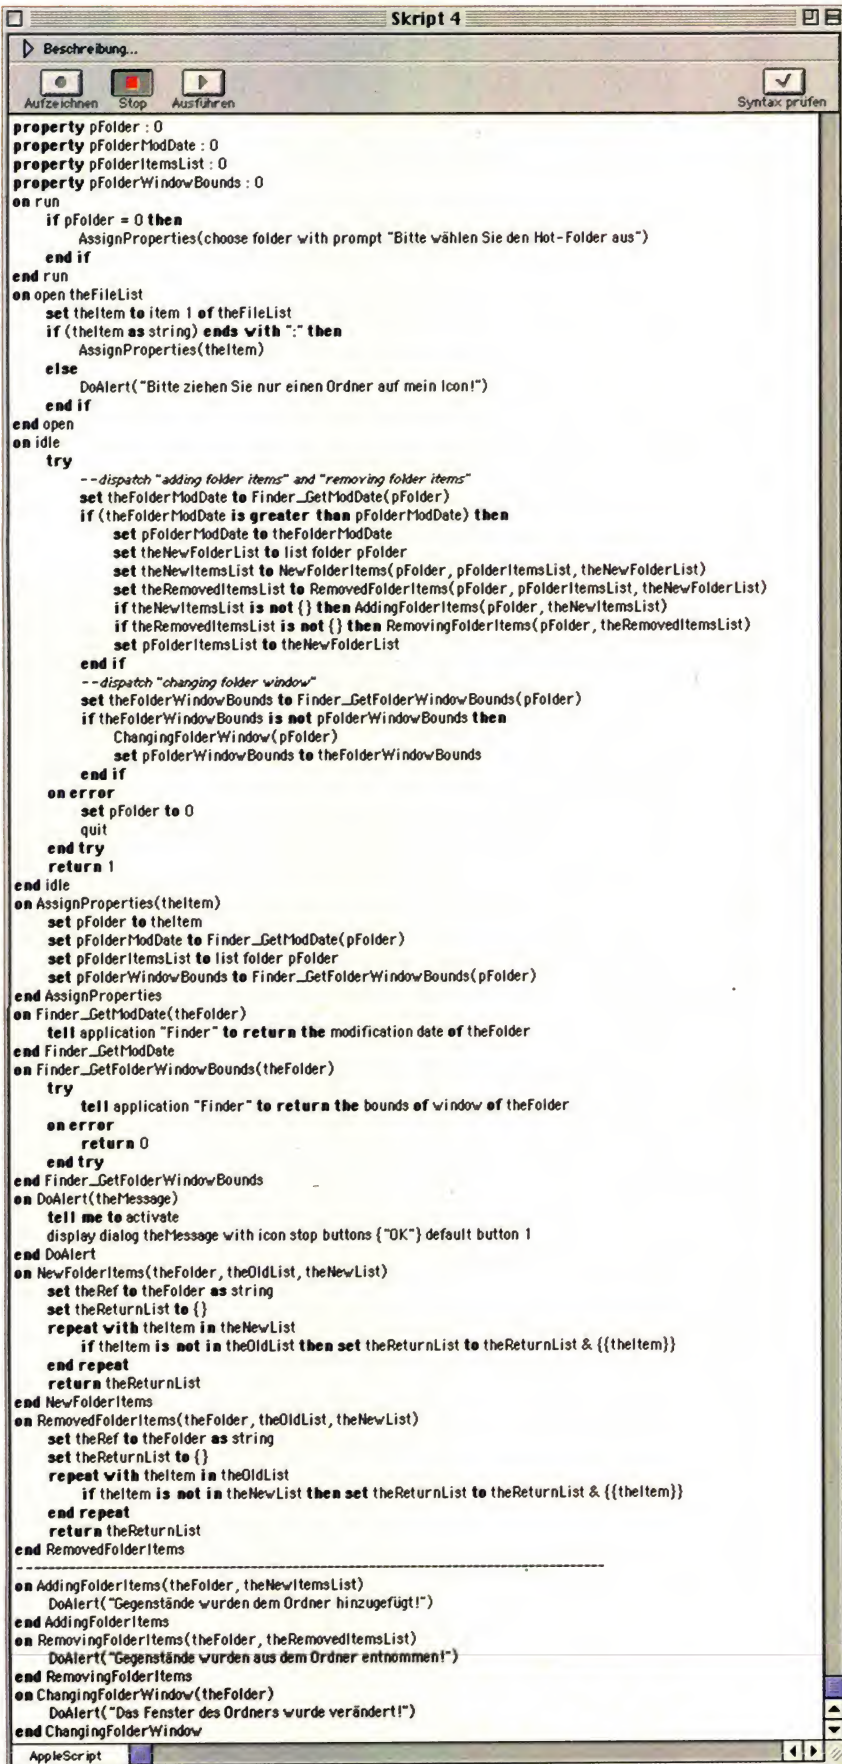 Skript 4
Beschreibung...
Aufzeichnen Stop Ausführen Syntax prüfen
property pFolder : 0
property pFolderModDate : 0
property pFolderItemsList : 0
property pFolderWindowBounds : 0
on run
if pFolder = 0 then
AssignProperties(choose folder with prompt "Bitte wählen Sie den Hot-Folder aus")
end if
end run
on open theFileList
set theItem to item 1 of theFileList
if (theItem as string) ends with ":" then
AssignProperties(theItem)
else
DoAlert("Bitte ziehen Sie nur einen Ordner auf mein Icon!")
end if
end open
on idle
try
--dispatch "adding folder items" and "removing folder items"
set theFolderModDate to Finder_GetModDate(pFolder)
if (theFolderModDate is greater than pFolderModDate) then
set pFolderModDate to theFolderModDate
set theNewFolderList to list folder pFolder
set theNewItemsList to NewFolderItems(pFolder, pFolderItemsList, theNewFolderList)
set theRemovedItemsList to RemovedFolderItems(pFolder, pFolderItemsList, theNewFolderList)
if theNewItemsList is not {} then AddingFolderItems(pFolder, theNewItemsList)
if theRemovedItemsList is not {} then RemovingFolderItems(pFolder, theRemovedItemsList)
set pFolderItemsList to theNewFolderList
end if
--dispatch "changing folder window"
set theFolderWindowBounds to Finder_GetFolderWindowBounds(pFolder)
if theFolderWindowBounds is not pFolderWindowBounds then
ChangingFolderWindow(pFolder)
set pFolderWindowBounds to theFolderWindowBounds
end if
on error
set pFolder to 0
quit
end try
return 1
end idle
on AssignProperties(theItem)
set pFolder to theItem
set pFolderModDate to Finder_GetModDate(pFolder)
set pFolderItemsList to list folder pFolder
set pFolderWindowBounds to Finder_GetFolderWindowBounds(pFolder)
end AssignProperties
on Finder_GetModDate(theFolder)
tell application "Finder" to return the modification date of theFolder
end Finder_GetModDate
on Finder_GetFolderWindowBounds(theFolder)
try
tell application "Finder" to return the bounds of window of theFolder
on error
return 0
end try
end Finder_GetFolderWindowBounds
on DoAlert(theMessage)
tell me to activate
display dialog theMessage with icon stop buttons {"OK"} default button 1
end DoAlert
on NewFolderItems(theFolder, theOldList, theNewList)
set theRef to theFolder as string
set theReturnList to {}
repeat with theItem in theNewList
if theItem is not in theOldList then set theReturnList to theReturnList & {{theItem}}
end repeat
return theReturnList
end NewFolderItems
on RemovedFolderItems(theFolder, theOldList, theNewList)
set theRef to theFolder as string
set theReturnList to {}
repeat with theItem in theOldList
if theItem is not in theNewList then set theReturnList to theReturnList & {{theItem}}
end repeat
return theReturnList
end RemovedFolderItems
--------------------------------------------------------------------------------
on AddingFolderItems(theFolder, theNewItemsList)
DoAlert("Gegenstände wurden dem Ordner hinzugefügt!")
end AddingFolderItems
on RemovingFolderItems(theFolder, theRemovedItemsList)
DoAlert("Gegenstände wurden aus dem Ordner entnommen!")
end RemovingFolderItems
on ChangingFolderWindow(theFolder)
DoAlert("Das Fenster des Ordners wurde verändert!")
end ChangingFolderWindow
AppleScript